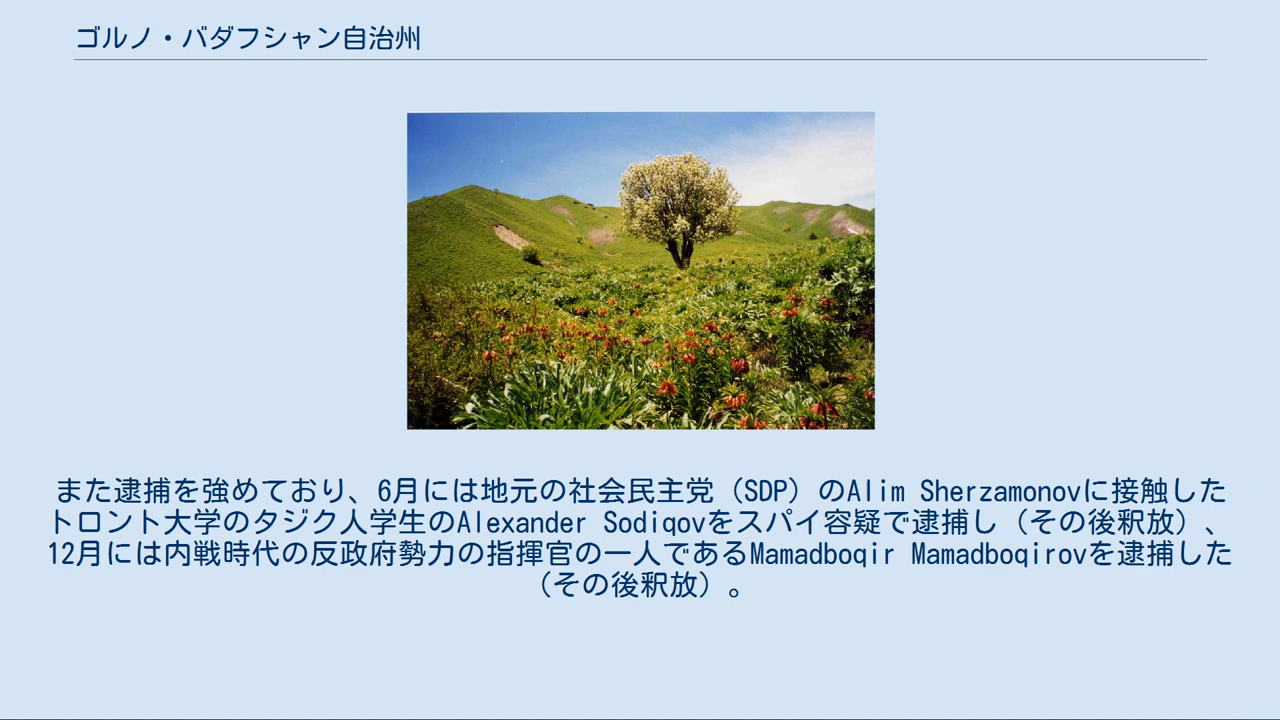 ゴルノ・バダフシャン自治州
また逮捕を強めており、6月には地元の社会民主党（SDP）のAlim Sherzamonovに接触した
トロント大学のタジク人学生のAlexander Sodiqovをスパイ容疑で逮捕し（その後釈放）、
12月には内戦時代の反政府勢力の指揮官の一人であるMamadboqir Mamadboqirovを逮捕した
（その後釈放）。